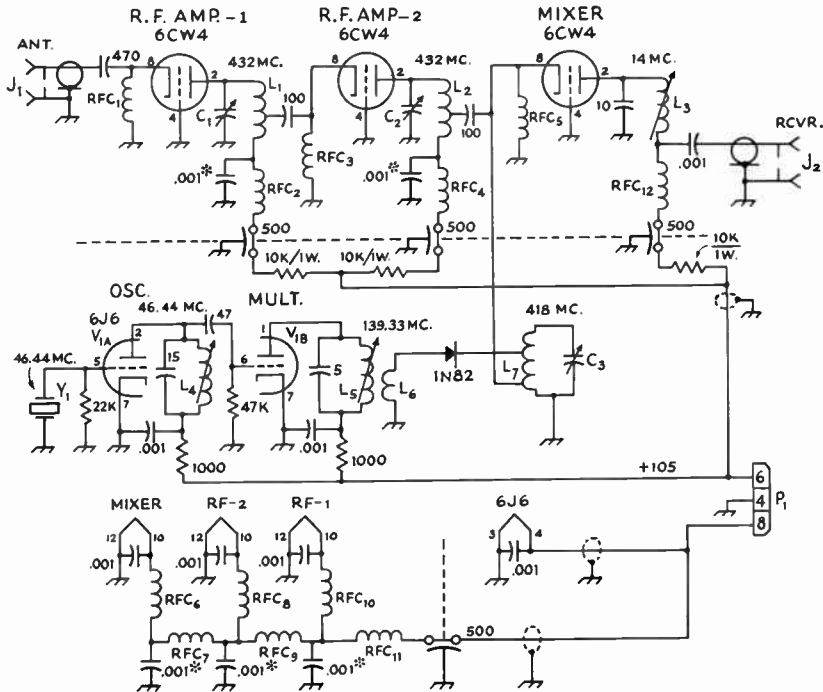 R.F. AMP.-1
6CW4
R.F. AMP-2
6CW4
MIXER
6CW4
ANT.
J1
470
RFC1
8
2
4
432 MC.
L1
C1
100
.001*
RFC2
RFC3
500
8
2
4
432 MC.
L2
C2
100
.001*
RFC4
500
8
2
4
RFC5
14 MC.
10
L3
.001
RCVR.
J2
RFC12
500
10K
1W.
10K/1W.
10K/1W.
OSC.
6J6
V1A
46.44 MC.
47
46.44 MC.
Y1
22K
5
2
7
15
L4
.001
1000
MULT.
V1B
1
6
7
47K
139.33 MC.
5
L5
L6
.001
1000
1N82
418 MC.
L7
C3
+105
6
4
8
P1
MIXER
12
10
.001
RFC6
RF-2
12
10
.001
RFC8
RF-1
12
10
.001
RFC10
6J6
3
4
.001
RFC7
RFC9
RFC11
500
.001*
.001*
.001*